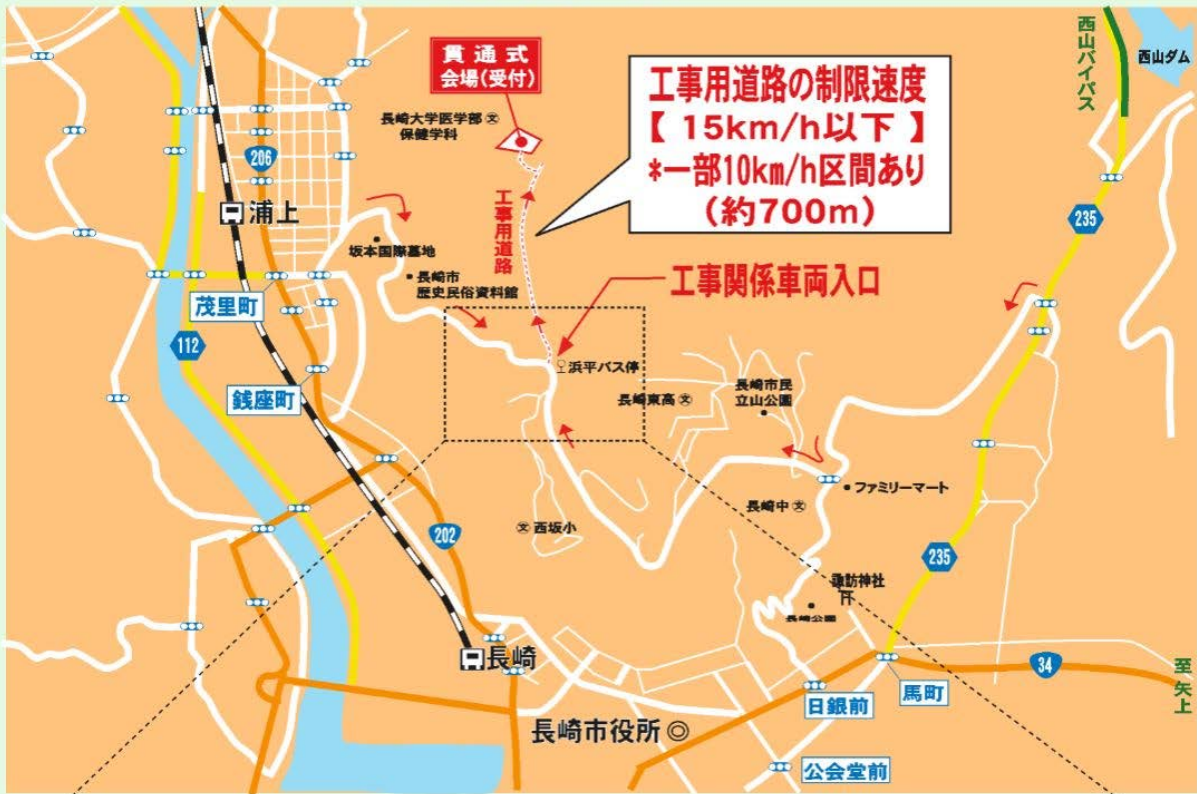 貫通式
会場(受付)
長崎大学医学部
保健学科
文
工事用道路の制限速度
【 15km/h以下 】
*一部10km/h区間あり
(約700m)
西山バイパス
西山ダム
206
浦上
坂本国際墓地
長崎市
歴史民俗資料館
工事用道路
工事関係車両入口
235
茂里町
112
銭座町
浜平バス停
長崎東高 文
長崎市民
立山公園
ファミリーマート
長崎中 文
文 西坂小
202
235
諏訪神社
長崎公園
長崎
34
至矢上
日銀前
馬町
長崎市役所
公会堂前